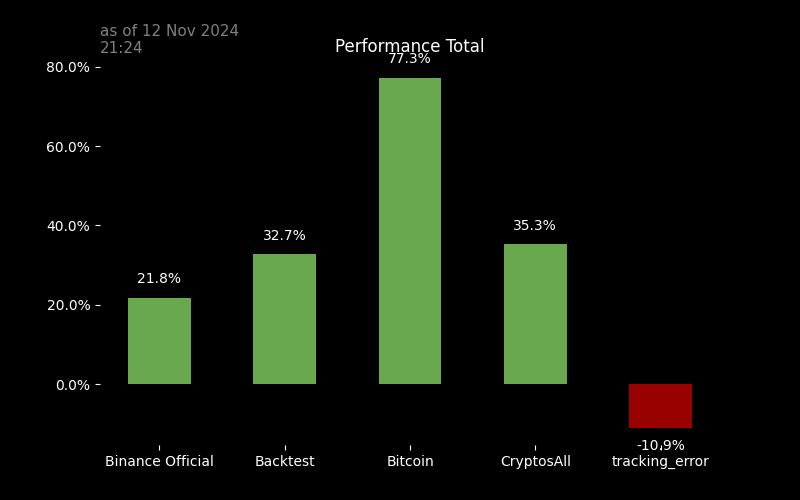 as of 12 Nov 2024
21:24
Performance Total
77.3%
80.0%
60.0%
40.0%
35.3%
32.7%
21.8%
20.0%
0.0%
-10.9%
Binance Official
Backtest
Bitcoin
CryptosAll
tracking_error